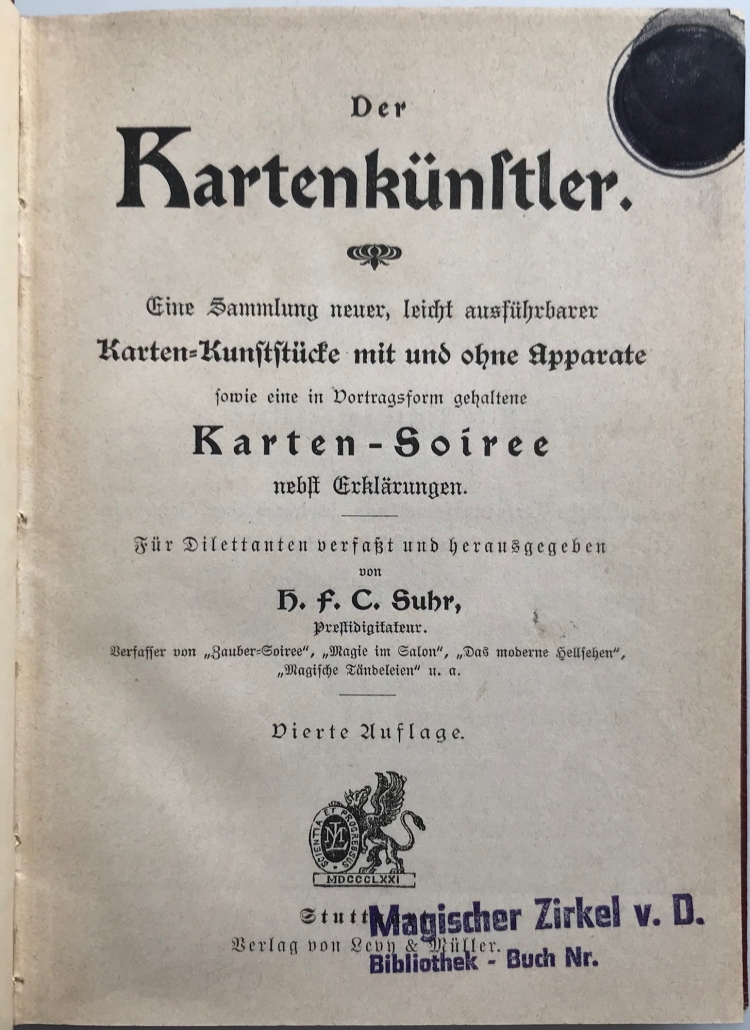 Der
Kartenkünſtler.
Eine Sammlung neuer, leicht ausführbarer
Karten=Kunſtſtücke mit und ohne Apparate
ſowie eine in Vortragsform gehaltene
Karten-Soiree
nebſt Erklärungen.
Für Dilettanten verfaßt und herausgegeben
von
H. F. C. Suhr,
Preſtidigitateur.
Verfaſſer von „Zauber=Soiree“, „Magie im Salon“, „Das moderne Hellſehen“,
„Magiſche Tändeleien“ u. a.
Vierte Auflage.
SCIENTIA ET PROGRESSUS
MDCCCLXXI
Verlag von Levy & Müller.
Magischer Zirkel v. D.
Bibliothek - Buch Nr.